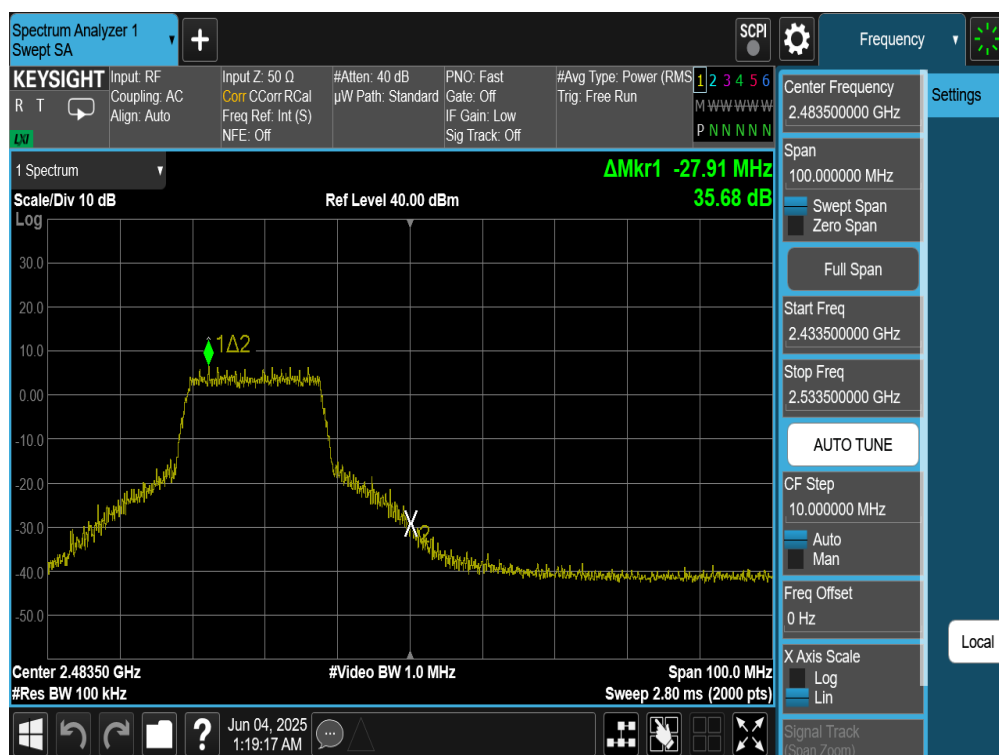 Spectrum Analyzer 1
Swept SA
+
SCPI
Frequency
KEYSIGHT
R T
LXI
Input: RF
Coupling: AC
Align: Auto
Input Z: 50 Ω
Corr CCorr RCal
Freq Ref: Int (S)
NFE: Off
#Atten: 40 dB
µW Path: Standard
PNO: Fast
Gate: Off
IF Gain: Low
Sig Track: Off
#Avg Type: Power (RMS
Trig: Free Run
1 2 3 4 5 6
M W W W W W
P N N N N N
1 Spectrum
ΔMkr1 -27.91 MHz
35.68 dB
Scale/Div 10 dB
Ref Level 40.00 dBm
Log
30.0
20.0
10.0
0.00
-10.0
-20.0
-30.0
-40.0
-50.0
1Δ2
X2
Center 2.48350 GHz
#Video BW 1.0 MHz
Span 100.0 MHz
#Res BW 100 kHz
Sweep 2.80 ms (2000 pts)
Center Frequency
2.483500000 GHz
Span
100.000000 MHz
Swept Span
Zero Span
Full Span
Start Freq
2.433500000 GHz
Stop Freq
2.533500000 GHz
AUTO TUNE
CF Step
10.000000 MHz
Auto
Man
Freq Offset
0 Hz
X Axis Scale
Log
Lin
Signal Track
(Span Zoom)
Settings
Local
?
Jun 04, 2025
1:19:17 AM